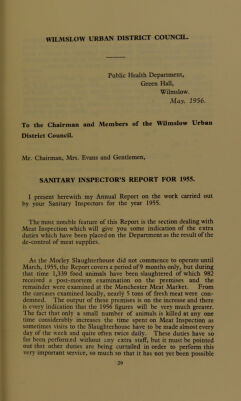 WILMSLOW URBAN DISTRICT COUNCIL.
Public Health Department,
Green Hall,
Wilmslow.
May, 1956.
To the Chairman and Members of the Wilmslow Urban
District Council.
Mr. Chairman, Mrs. Evans and Gentlemen,
SANITARY INSPECTOR'S REPORT FOR 1955.
I present herewith my Annual Report on the work carried out
by your Sanitary Inspectors for the year 1955.
The most notable feature of this Report is the section dealing with
Meat Inspection which will give you some indication of the extra
duties which have been placed on the Department as the result of the
de-control of meat supplies.
As the Morley Slaughterhouse did not commence to operate until
March, 1955, the Report covers a period of 9 months only, but during
that time 1,339 food animals have been slaughtered of which 982
received a post-mortem examination on the premises and the
remainder were examined at the Manchester Meat Market. From
the carcases examined locally, nearly 5 tons of fresh meat were con-
demned. The output of these premises is on the increase and there
is every indication that the 1956 figures will be very much greater.
The fact that only a small number of animals is killed at any one
time considerably increases the time spent on Meat Inspection as
sometimes visits to the Slaughterhouse have to be made almost every
day of the week and quite often twice daily. These duties have so
far been performed without any extra staff, but it must be pointed
out that other duties are being curtailed in order to perform this
very important service, so much so that it has not yet been possible
29